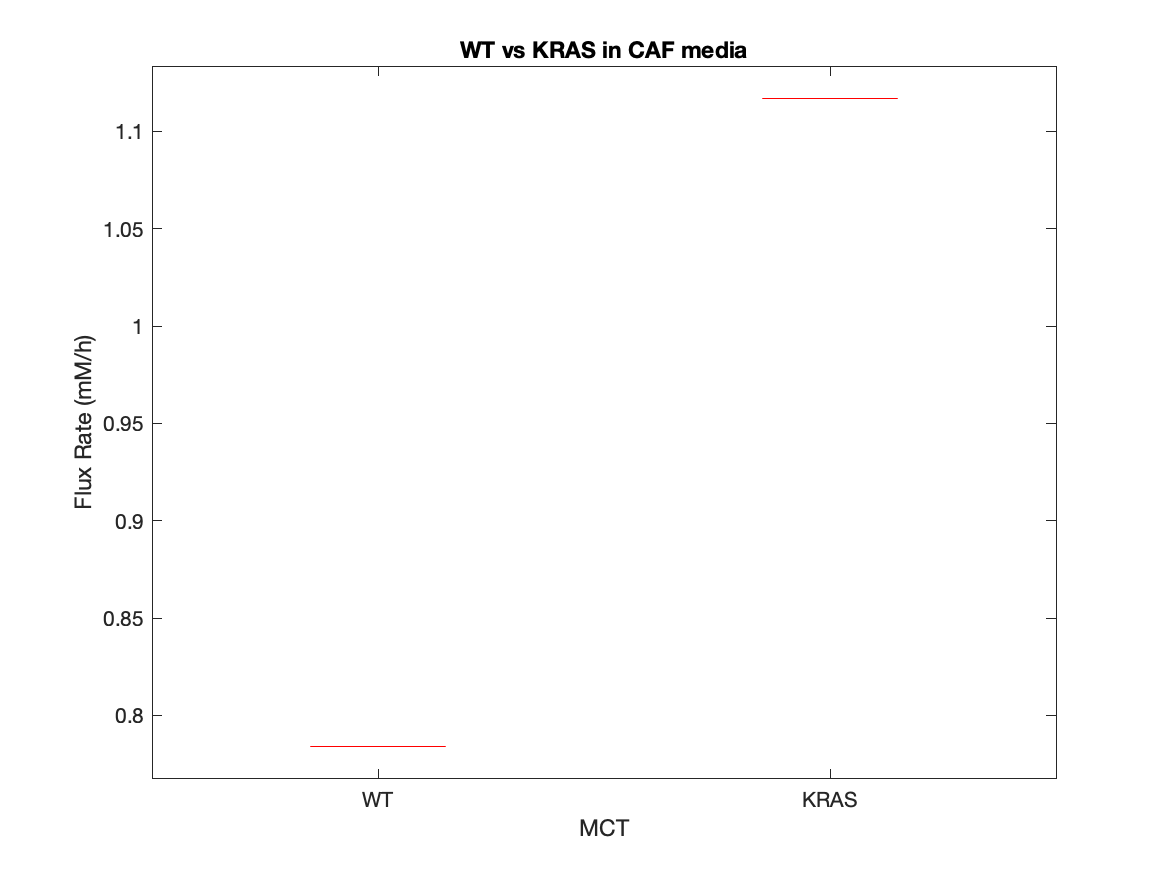 WT vs KRAS in CAF media
Flux Rate (mM/h)
1.1
1.05
1
0.95
0.9
0.85
0.8
WT
KRAS
MCT